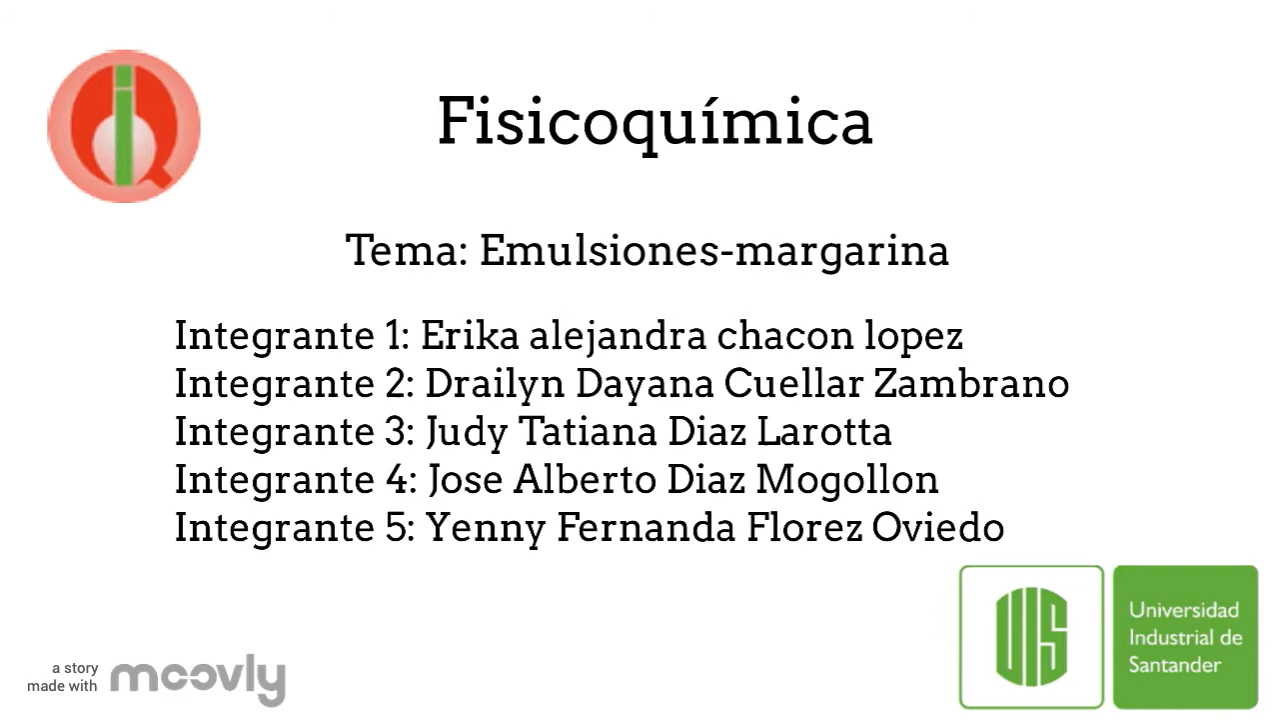 Fisicoquímica
Tema: Emulsiones-margarina
Integrante 1: Erika alejandra chacon lopez
Integrante 2: Drailyn Dayana Cuellar Zambrano
Integrante 3: Judy Tatiana Diaz Larotta
Integrante 4: Jose Alberto Diaz Mogollon
Integrante 5: Yenny Fernanda Florez Oviedo
UIS
Universidad
Industrial de
Santander
a story
made with
moovly